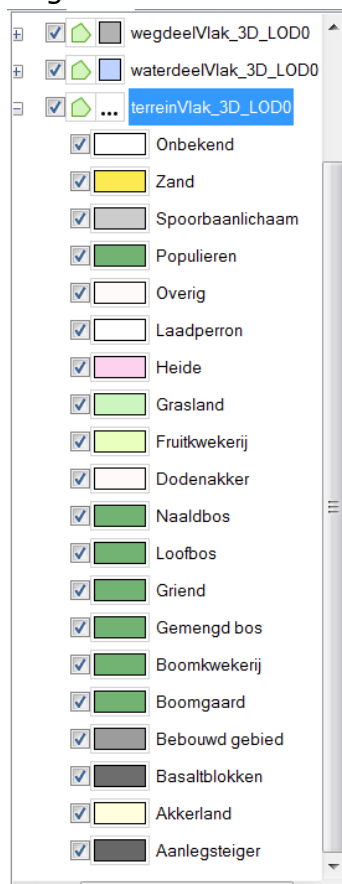 wegdeelVlak_3D_LOD0
waterdeelVlak_3D_LOD0
... terreinVlak_3D_LOD0
Onbekend
Zand
Spoorbaanlichaam
Populieren
Overig
Laadperron
Heide
Grasland
Fruitkwekerij
Dodenakker
Naaldbos
Loofbos
Griend
Gemengd bos
Boomkwekerij
Boomgaard
Bebouwd gebied
Basaltblokken
Akkerland
Aanlegsteiger